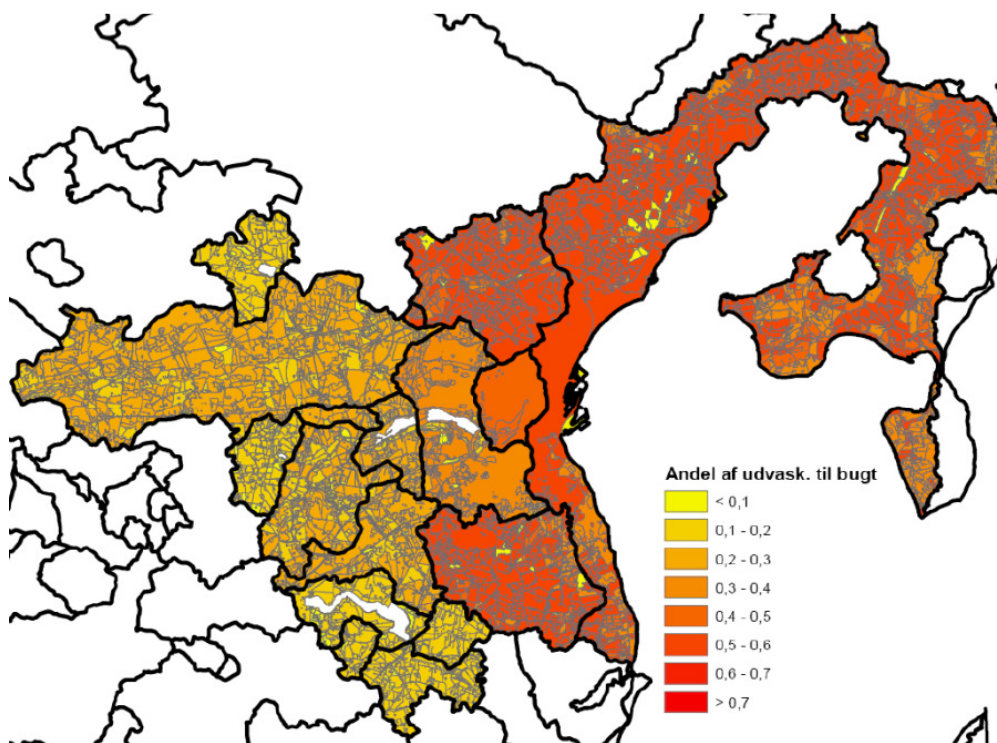 Andel af udvask. til bugt
< 0,1
0,1 - 0,2
0,2 - 0,3
0,3 - 0,4
0,4 - 0,5
0,5 - 0,6
0,6 - 0,7
> 0,7